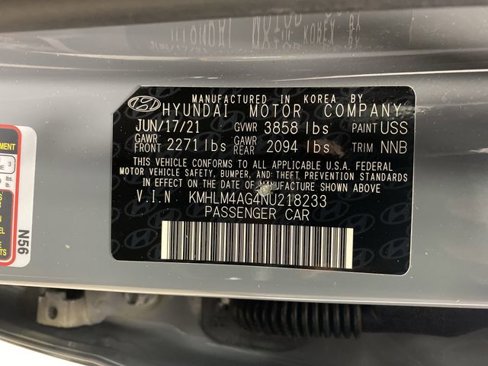 MANUFACTURED IN KOREA BY
HYUNDAI MOTOR COMPANY
JUN/17/21 GVWR 3858 lbs PAINT USS
GAWR FRONT 2271 lbs GAWR REAR 2094 lbs TRIM NNB
THIS VEHICLE CONFORMS TO ALL APPLICABLE U.S.A. FEDERAL
MOTOR VEHICLE SAFETY, BUMPER, AND THEFT PREVENTION STANDARDS
IN EFFECT ON THE DATE OF MANUFACTURE SHOWN ABOVE.
V.I.N KMHLM4AG4NU218233
PASSENGER CAR
N56